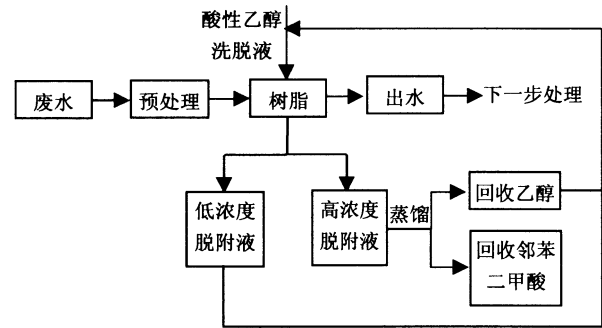 酸性乙醇
洗脱液
废水
预处理
树脂
出水
下一步处理
低浓度
脱附液
高浓度
脱附液
蒸馏
回收乙醇
回收邻苯
二甲酸